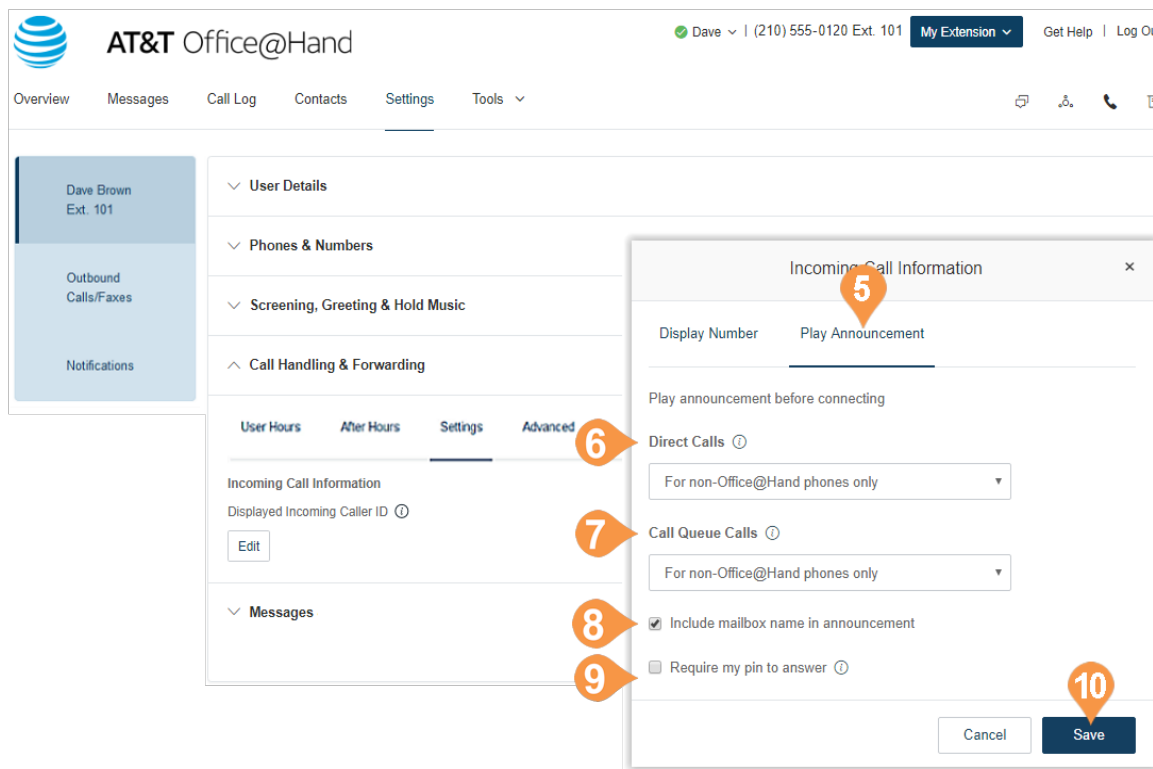 AT&T Office@Hand
Dave | (210) 555-0120 Ext. 101 My Extension Get Help | Log Ou
Overview Messages Call Log Contacts Settings Tools
Dave Brown
Ext. 101
Outbound
Calls/Faxes
Notifications
User Details
Phones & Numbers
Screening, Greeting & Hold Music
Call Handling & Forwarding
User Hours After Hours Settings Advanced
Incoming Call Information
Displayed Incoming Caller ID
Edit
Messages
Incoming Call Information ×
5
Display Number Play Announcement
Play announcement before connecting
6 Direct Calls
For non-Office@Hand phones only
7 Call Queue Calls
For non-Office@Hand phones only
8 Include mailbox name in announcement
9 Require my pin to answer
10
Cancel Save